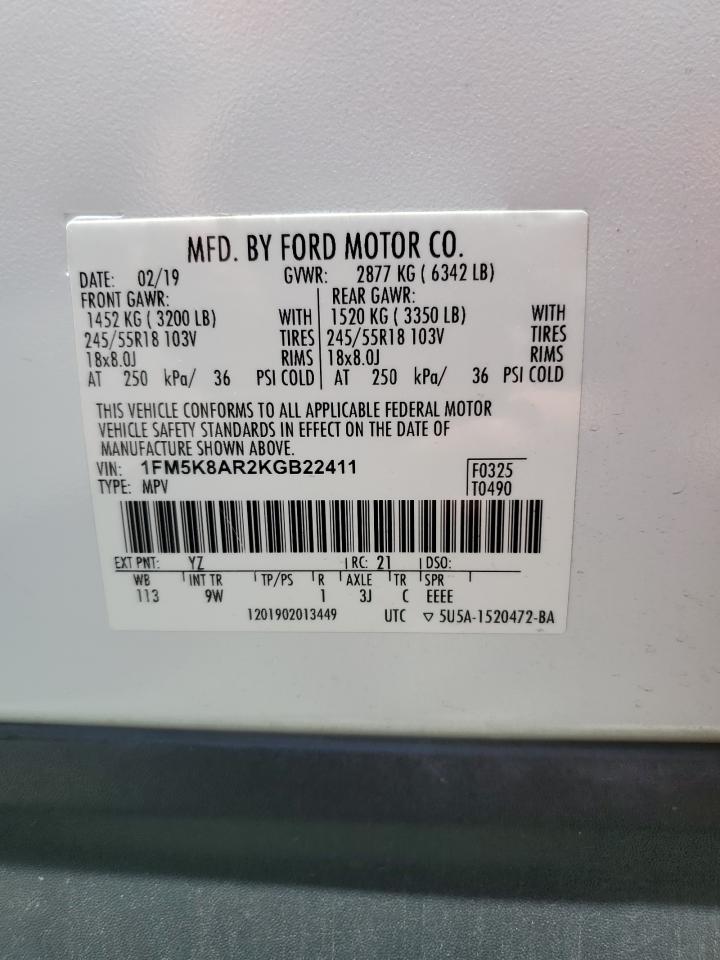 MFD. BY FORD MOTOR CO.
DATE: 02/19 GVWR: 2877 KG ( 6342 LB)
FRONT GAWR: REAR GAWR:
1452 KG ( 3200 LB) WITH 1520 KG ( 3350 LB) WITH
245/55R18 103V TIRES 245/55R18 103V TIRES
18x8.0J RIMS 18x8.0J RIMS
AT 250 kPa/ 36 PSI COLD AT 250 kPa/ 36 PSI COLD
THIS VEHICLE CONFORMS TO ALL APPLICABLE FEDERAL MOTOR
VEHICLE SAFETY STANDARDS IN EFFECT ON THE DATE OF
MANUFACTURE SHOWN ABOVE.
VIN: 1FM5K8AR2KGB22411 F0325
TYPE: MPV T0490
EXT PNT: YZ RC: 21 DSO:
WB INT TR TP/PS R AXLE TR SPR
113 9W 1 3J C EEEE
1201902013449 UTC ▽ 5U5A-1520472-BA